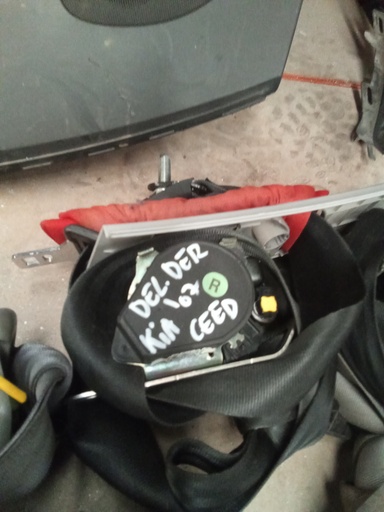 DEL. DER
KIA '07
CEED
R